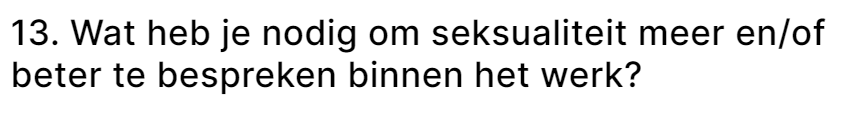 13. Wat heb je nodig om seksualiteit meer en/of
beter te bespreken binnen het werk?